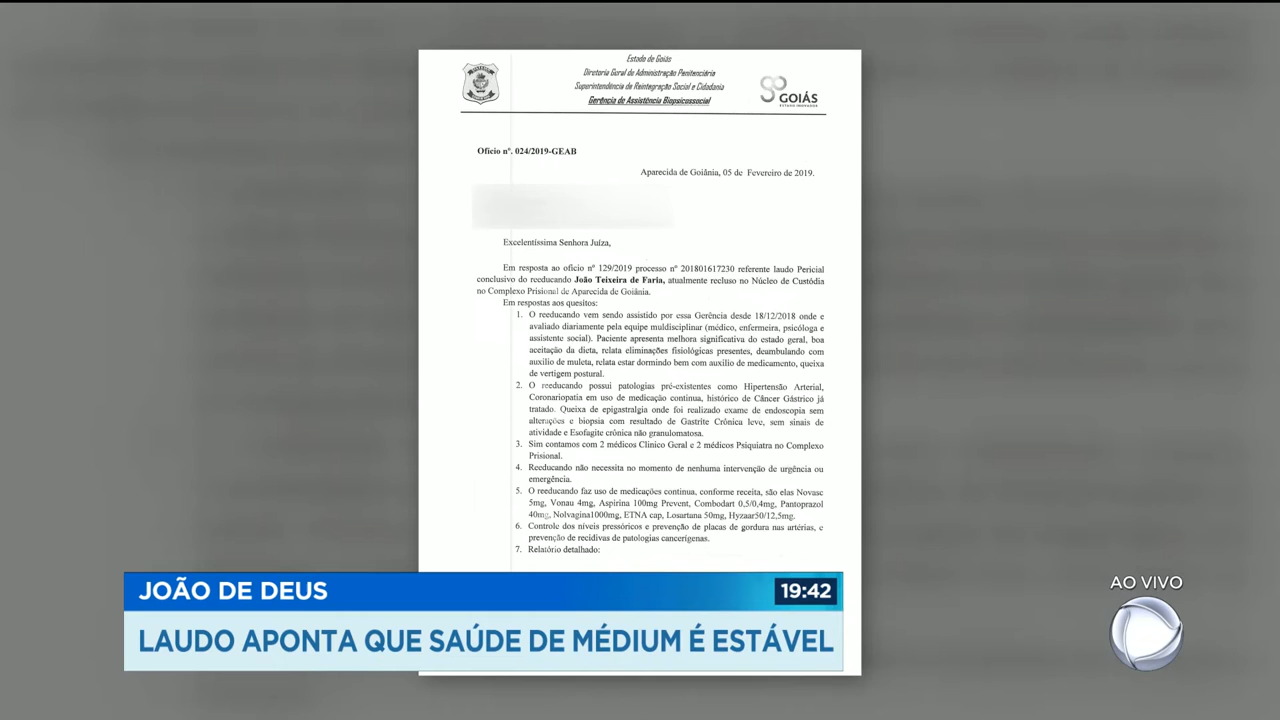 Estado de Goiás
Diretoria Geral de Administração Penitenciária
Superintendência de Reintegração Social e Cidadania
Gerência de Assistência Biopsicossocial
GOIÁS
ESTADO INOVADOR
Ofício nº. 024/2019-GEAB
Aparecida de Goiânia, 05 de Fevereiro de 2019.
Excelentíssima Senhora Juíza,
Em resposta ao ofício nº 129/2019 processo nº 201801617230 referente laudo Pericial
conclusivo do reeducando João Teixeira de Faria, atualmente recluso no Núcleo de Custódia
no Complexo Prisional de Aparecida de Goiânia.
Em respostas aos quesitos:
1. O reeducando vem sendo assistido por essa Gerência desde 18/12/2018 onde e
avaliado diariamente pela equipe muldisciplinar (médico, enfermeira, psicóloga e
assistente social). Paciente apresenta melhora significativa do estado geral, boa
aceitação da dieta, relata eliminações fisiológicas presentes, deambulando com
auxilio de muleta, relata estar dormindo bem com auxilio de medicamento, queixa
de vertigem postural.
2. O reeducando possui patologias pré-existentes como Hipertensão Arterial,
Coronariopatia em uso de medicação continua, histórico de Câncer Gástrico já
tratado. Queixa de epigastralgia onde foi realizado exame de endoscopia sem
alterações e biopsia com resultado de Gastrite Crônica leve, sem sinais de
atividade e Esofagite crônica não granulomatosa.
3. Sim contamos com 2 médicos Clinico Geral e 2 médicos Psiquiatra no Complexo
Prisional.
4. Reeducando não necessita no momento de nenhuma intervenção de urgência ou
emergência.
5. O reeducando faz uso de medicações continua, conforme receita, são elas Novasc
5mg, Vonau 4mg, Aspirina 100mg Prevent, Combodart 0,5/0,4mg, Pantoprazol
40mg, Nolvagina1000mg, ETNA cap, Losartana 50mg, Hyzaar50/12,5mg.
6. Controle dos níveis pressóricos e prevenção de placas de gordura nas artérias, e
prevenção de recidivas de patologias cancerígenas.
7. Relatório detalhado:
JOÃO DE DEUS
19:42
LAUDO APONTA QUE SAÚDE DE MÉDIUM É ESTÁVEL
AO VIVO